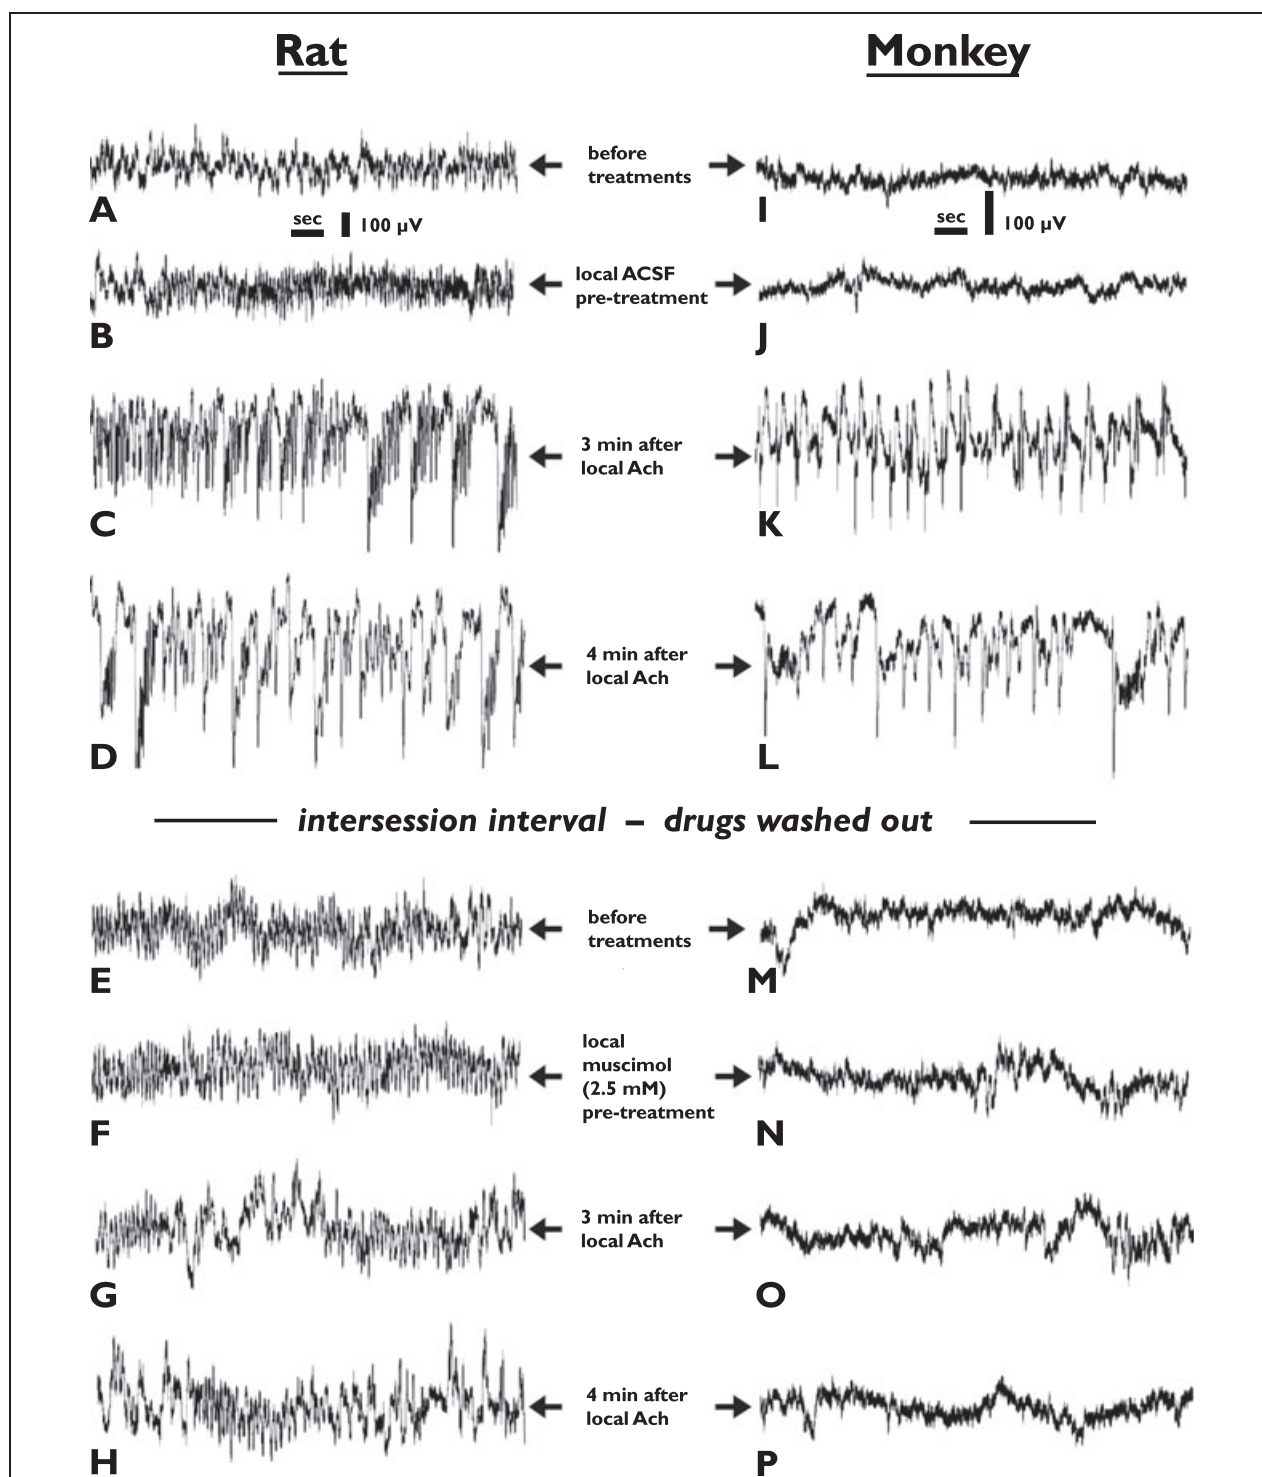 Rat
Monkey
before
treatments
A
I
sec
100 µV
sec
100 µV
local ACSF
pre-treatment
B
J
3 min after
local Ach
C
K
4 min after
local Ach
D
L
intersession interval – drugs washed out
before
treatments
E
M
local
muscimol
(2.5 mM)
pre-treatment
F
N
3 min after
local Ach
G
O
4 min after
local Ach
H
P